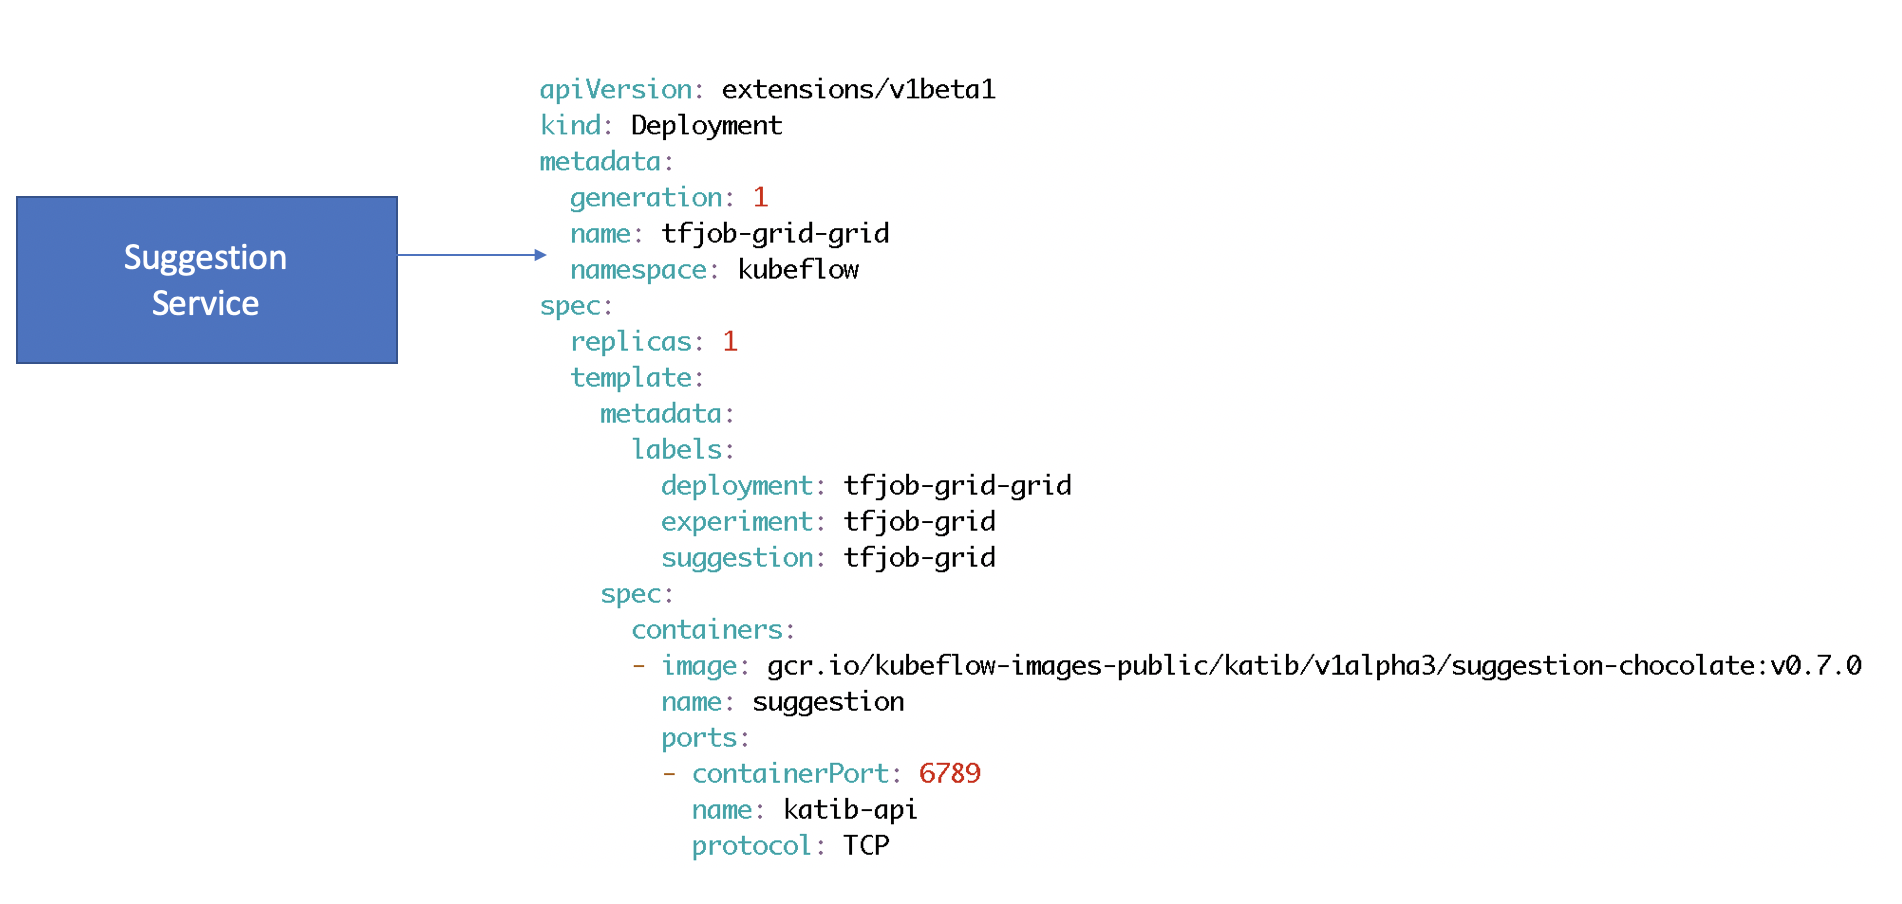 Suggestion
Service
apiVersion: extensions/v1beta1
kind: Deployment
metadata:
  generation: 1
  name: tfjob-grid-grid
  namespace: kubeflow
spec:
  replicas: 1
  template:
    metadata:
      labels:
        deployment: tfjob-grid-grid
        experiment: tfjob-grid
        suggestion: tfjob-grid
    spec:
      containers:
      - image: gcr.io/kubeflow-images-public/katib/v1alpha3/suggestion-chocolate:v0.7.0
        name: suggestion
        ports:
        - containerPort: 6789
          name: katib-api
          protocol: TCP